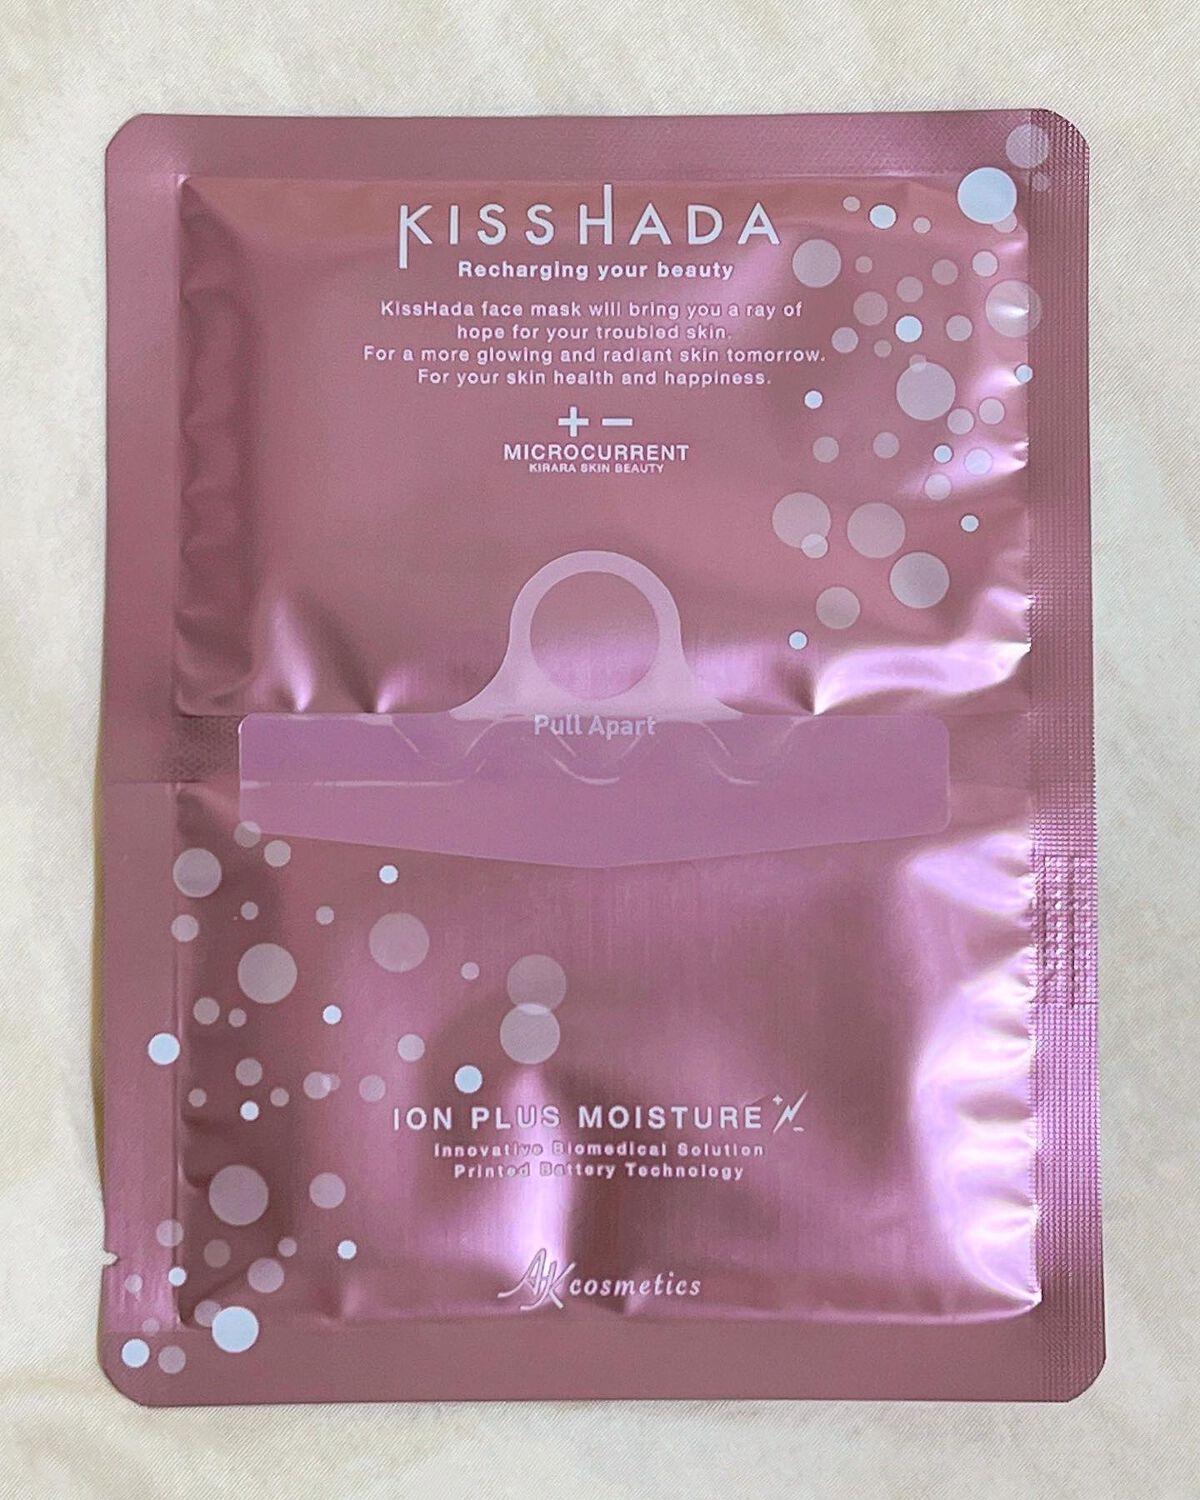 KISSHADA
Recharging your beauty
KissHada face mask will bring you a ray of
hope for your troubled skin.
For a more glowing and radiant skin tomorrow.
For your skin health and happiness.
+ −
MICROCURRENT
KIRARA SKIN BEAUTY
Pull Apart
ION PLUS MOISTURE
Innovative Biomedical Solution
Printed Battery Technology
AK cosmetics